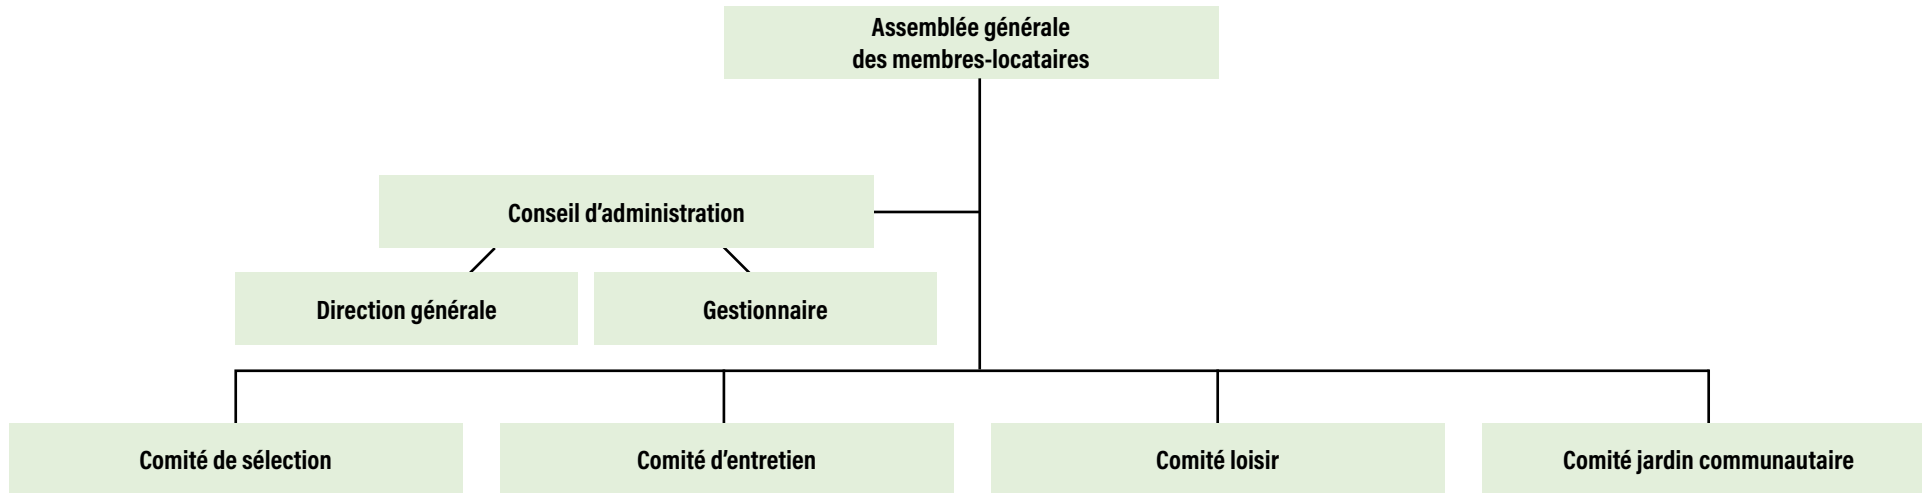 Assemblée générale
des membres-locataires
Conseil d’administration
Direction générale
Gestionnaire
Comité de sélection
Comité d’entretien
Comité loisir
Comité jardin communautaire